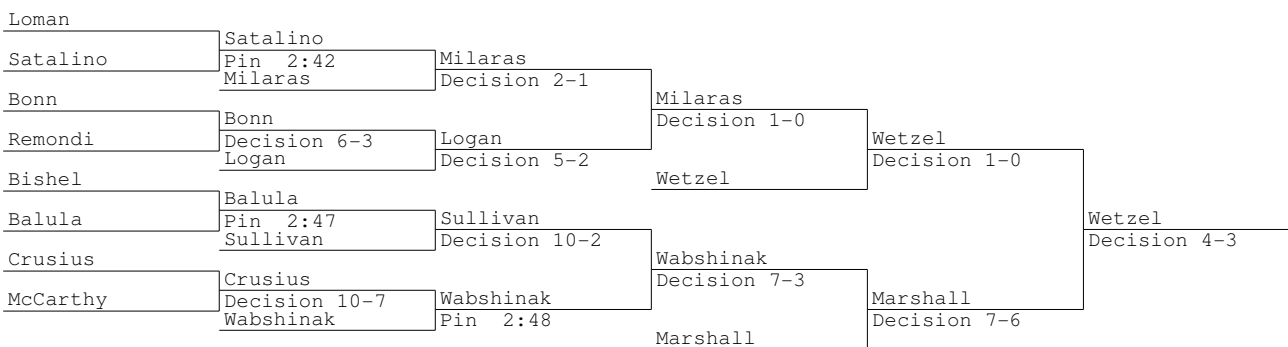 Loman
Satalino
Satalino
Pin 2:42
Milaras
Milaras
Decision 2-1
Bonn
Remondi
Bonn
Decision 6-3
Logan
Logan
Decision 5-2
Milaras
Decision 1-0
Wetzel
Wetzel
Decision 1-0
Bishel
Balula
Balula
Pin 2:47
Sullivan
Sullivan
Decision 10-2
Crusius
McCarthy
Crusius
Decision 10-7
Wabshinak
Wabshinak
Pin 2:48
Wabshinak
Decision 7-3
Marshall
Marshall
Decision 7-6
Wetzel
Decision 4-3